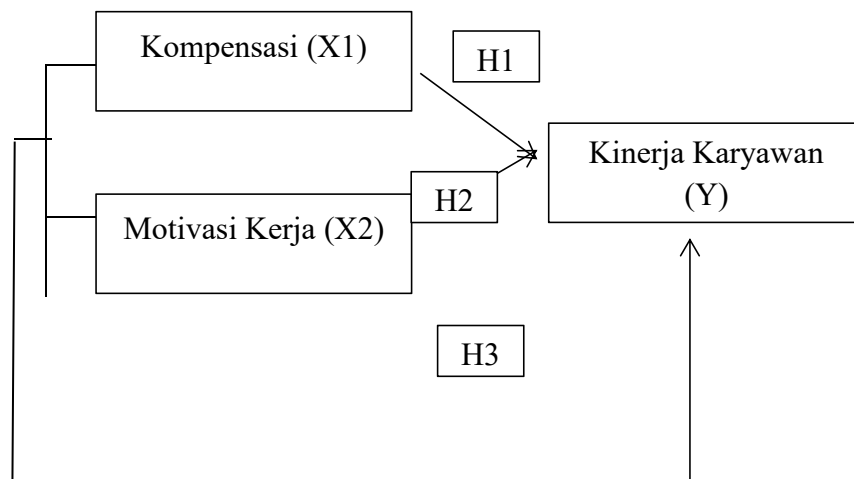 Kompensasi (X1)
H1
Kinerja Karyawan
(Y)
H2
Motivasi Kerja (X2)
H3